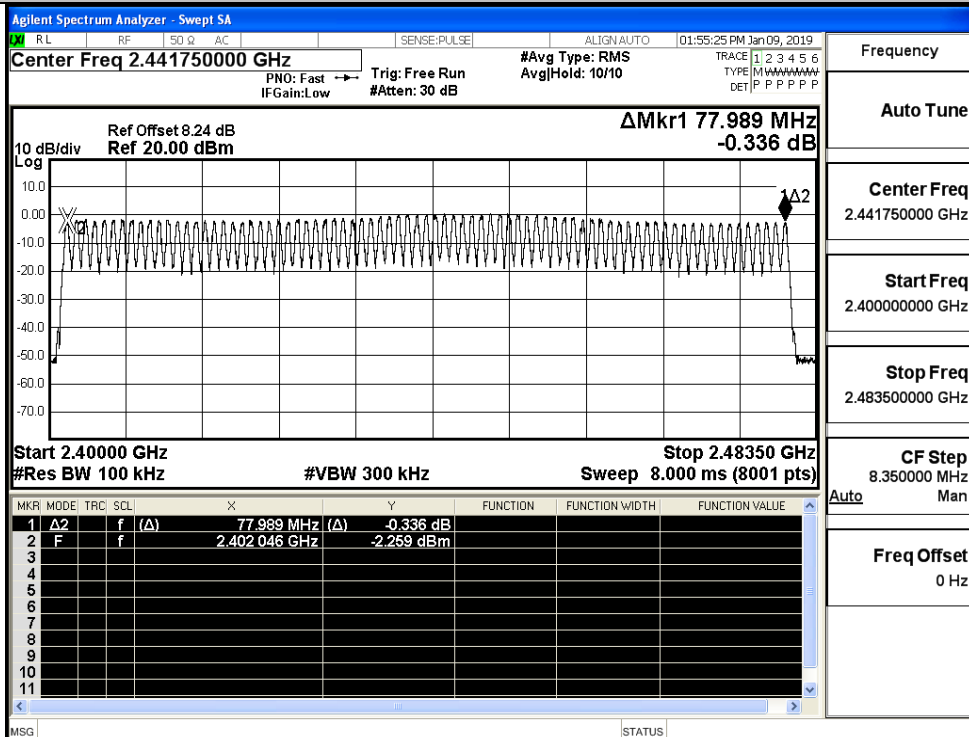 Agilent Spectrum Analyzer - Swept SA
LXI RL RF 50 Ω AC SENSE:PULSE ALIGN AUTO 01:55:25 PM Jan 09, 2019
Center Freq 2.441750000 GHz
PNO: Fast
IFGain:Low
Trig: Free Run
#Atten: 30 dB
#Avg Type: RMS
Avg|Hold: 10/10
TRACE 1 2 3 4 5 6
TYPE M WWWWW
DET P P P P P P
Ref Offset 8.24 dB
10 dB/div Ref 20.00 dBm
Log
ΔMkr1 77.989 MHz
-0.336 dB
10.0
0.00
-10.0
-20.0
-30.0
-40.0
-50.0
-60.0
-70.0
2
1Δ2
Start 2.40000 GHz Stop 2.48350 GHz
#Res BW 100 kHz #VBW 300 kHz Sweep 8.000 ms (8001 pts)
MKR MODE TRC SCL X Y FUNCTION FUNCTION WIDTH FUNCTION VALUE
1 Δ2 f (Δ) 77.989 MHz (Δ) -0.336 dB
2 F f 2.402 046 GHz -2.259 dBm
3
4
5
6
7
8
9
10
11
MSG STATUS
Frequency
Auto Tune
Center Freq
2.441750000 GHz
Start Freq
2.400000000 GHz
Stop Freq
2.483500000 GHz
CF Step
8.350000 MHz
Auto Man
Freq Offset
0 Hz